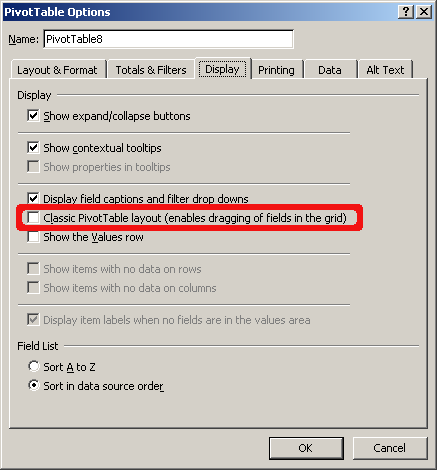 PivotTable Options
Name: PivotTable8
Layout & Format Totals & Filters Display Printing Data Alt Text
Display
Show expand/collapse buttons
Show contextual tooltips
Show properties in tooltips
Display field captions and filter drop downs
Classic PivotTable layout (enables dragging of fields in the grid)
Show the Values row
Show items with no data on rows
Show items with no data on columns
Display item labels when no fields are in the values area
Field List
Sort A to Z
Sort in data source order
OK Cancel